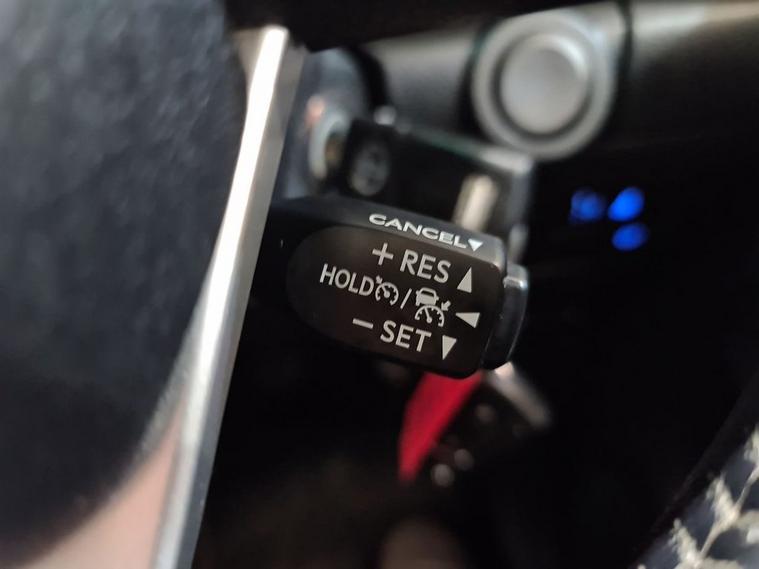 CANCEL▼
+ RES ▲
HOLD / ◀
− SET ▼